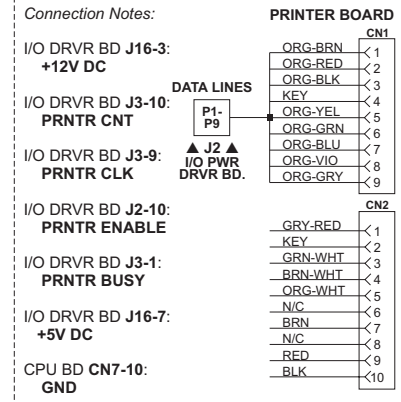 Connection Notes:
I/O DRVR BD J16-3:
+12V DC
I/O DRVR BD J3-10:
PRNTR CNT
I/O DRVR BD J3-9:
PRNTR CLK
I/O DRVR BD J2-10:
PRNTR ENABLE
I/O DRVR BD J3-1:
PRNTR BUSY
I/O DRVR BD J16-7:
+5V DC
CPU BD CN7-10:
GND
DATA LINES
P1-
P9
▲ J2 ▲
I/O PWR
DRVR BD.
PRINTER BOARD
CN1
ORG-BRN 1
ORG-RED 2
ORG-BLK 3
KEY 4
ORG-YEL 5
ORG-GRN 6
ORG-BLU 7
ORG-VIO 8
ORG-GRY 9
CN2
GRY-RED 1
KEY 2
GRN-WHT 3
BRN-WHT 4
ORG-WHT 5
N/C 6
BRN 7
N/C 8
RED 9
BLK 10